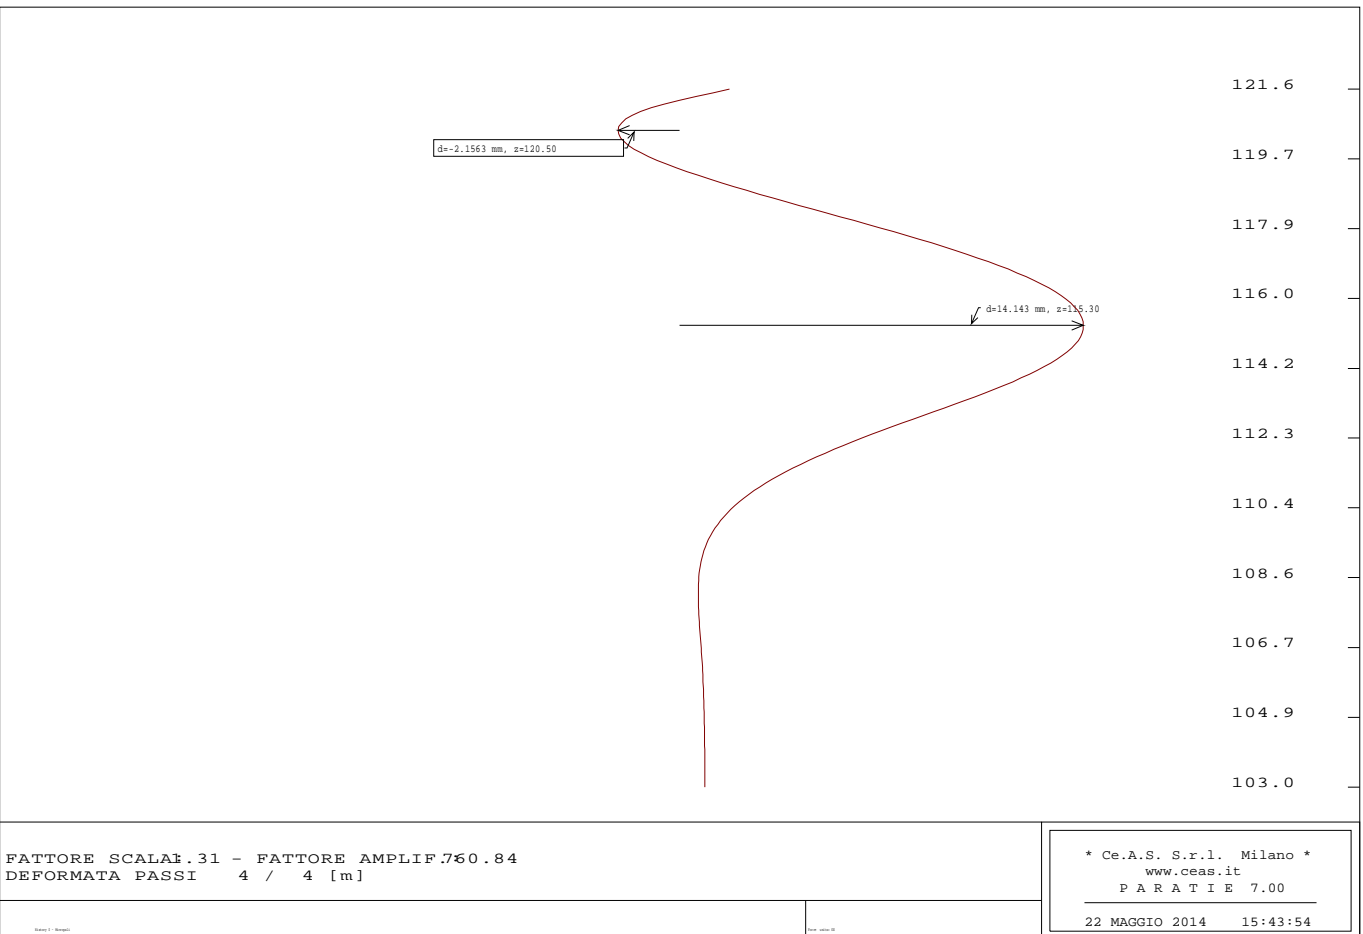 121.6
d=-2.1563 mm, z=120.50
119.7
117.9
116.0
d=14.143 mm, z=115.30
114.2
112.3
110.4
108.6
106.7
104.9
103.0
FATTORE SCALA: 1.31 - FATTORE AMPLIF.: 760.84
DEFORMATA PASSI 4 / 4 [m]
* Ce.A.S. S.r.l. Milano *
www.ceas.it
P A R A T I E 7.00
22 MAGGIO 2014 15:43:54